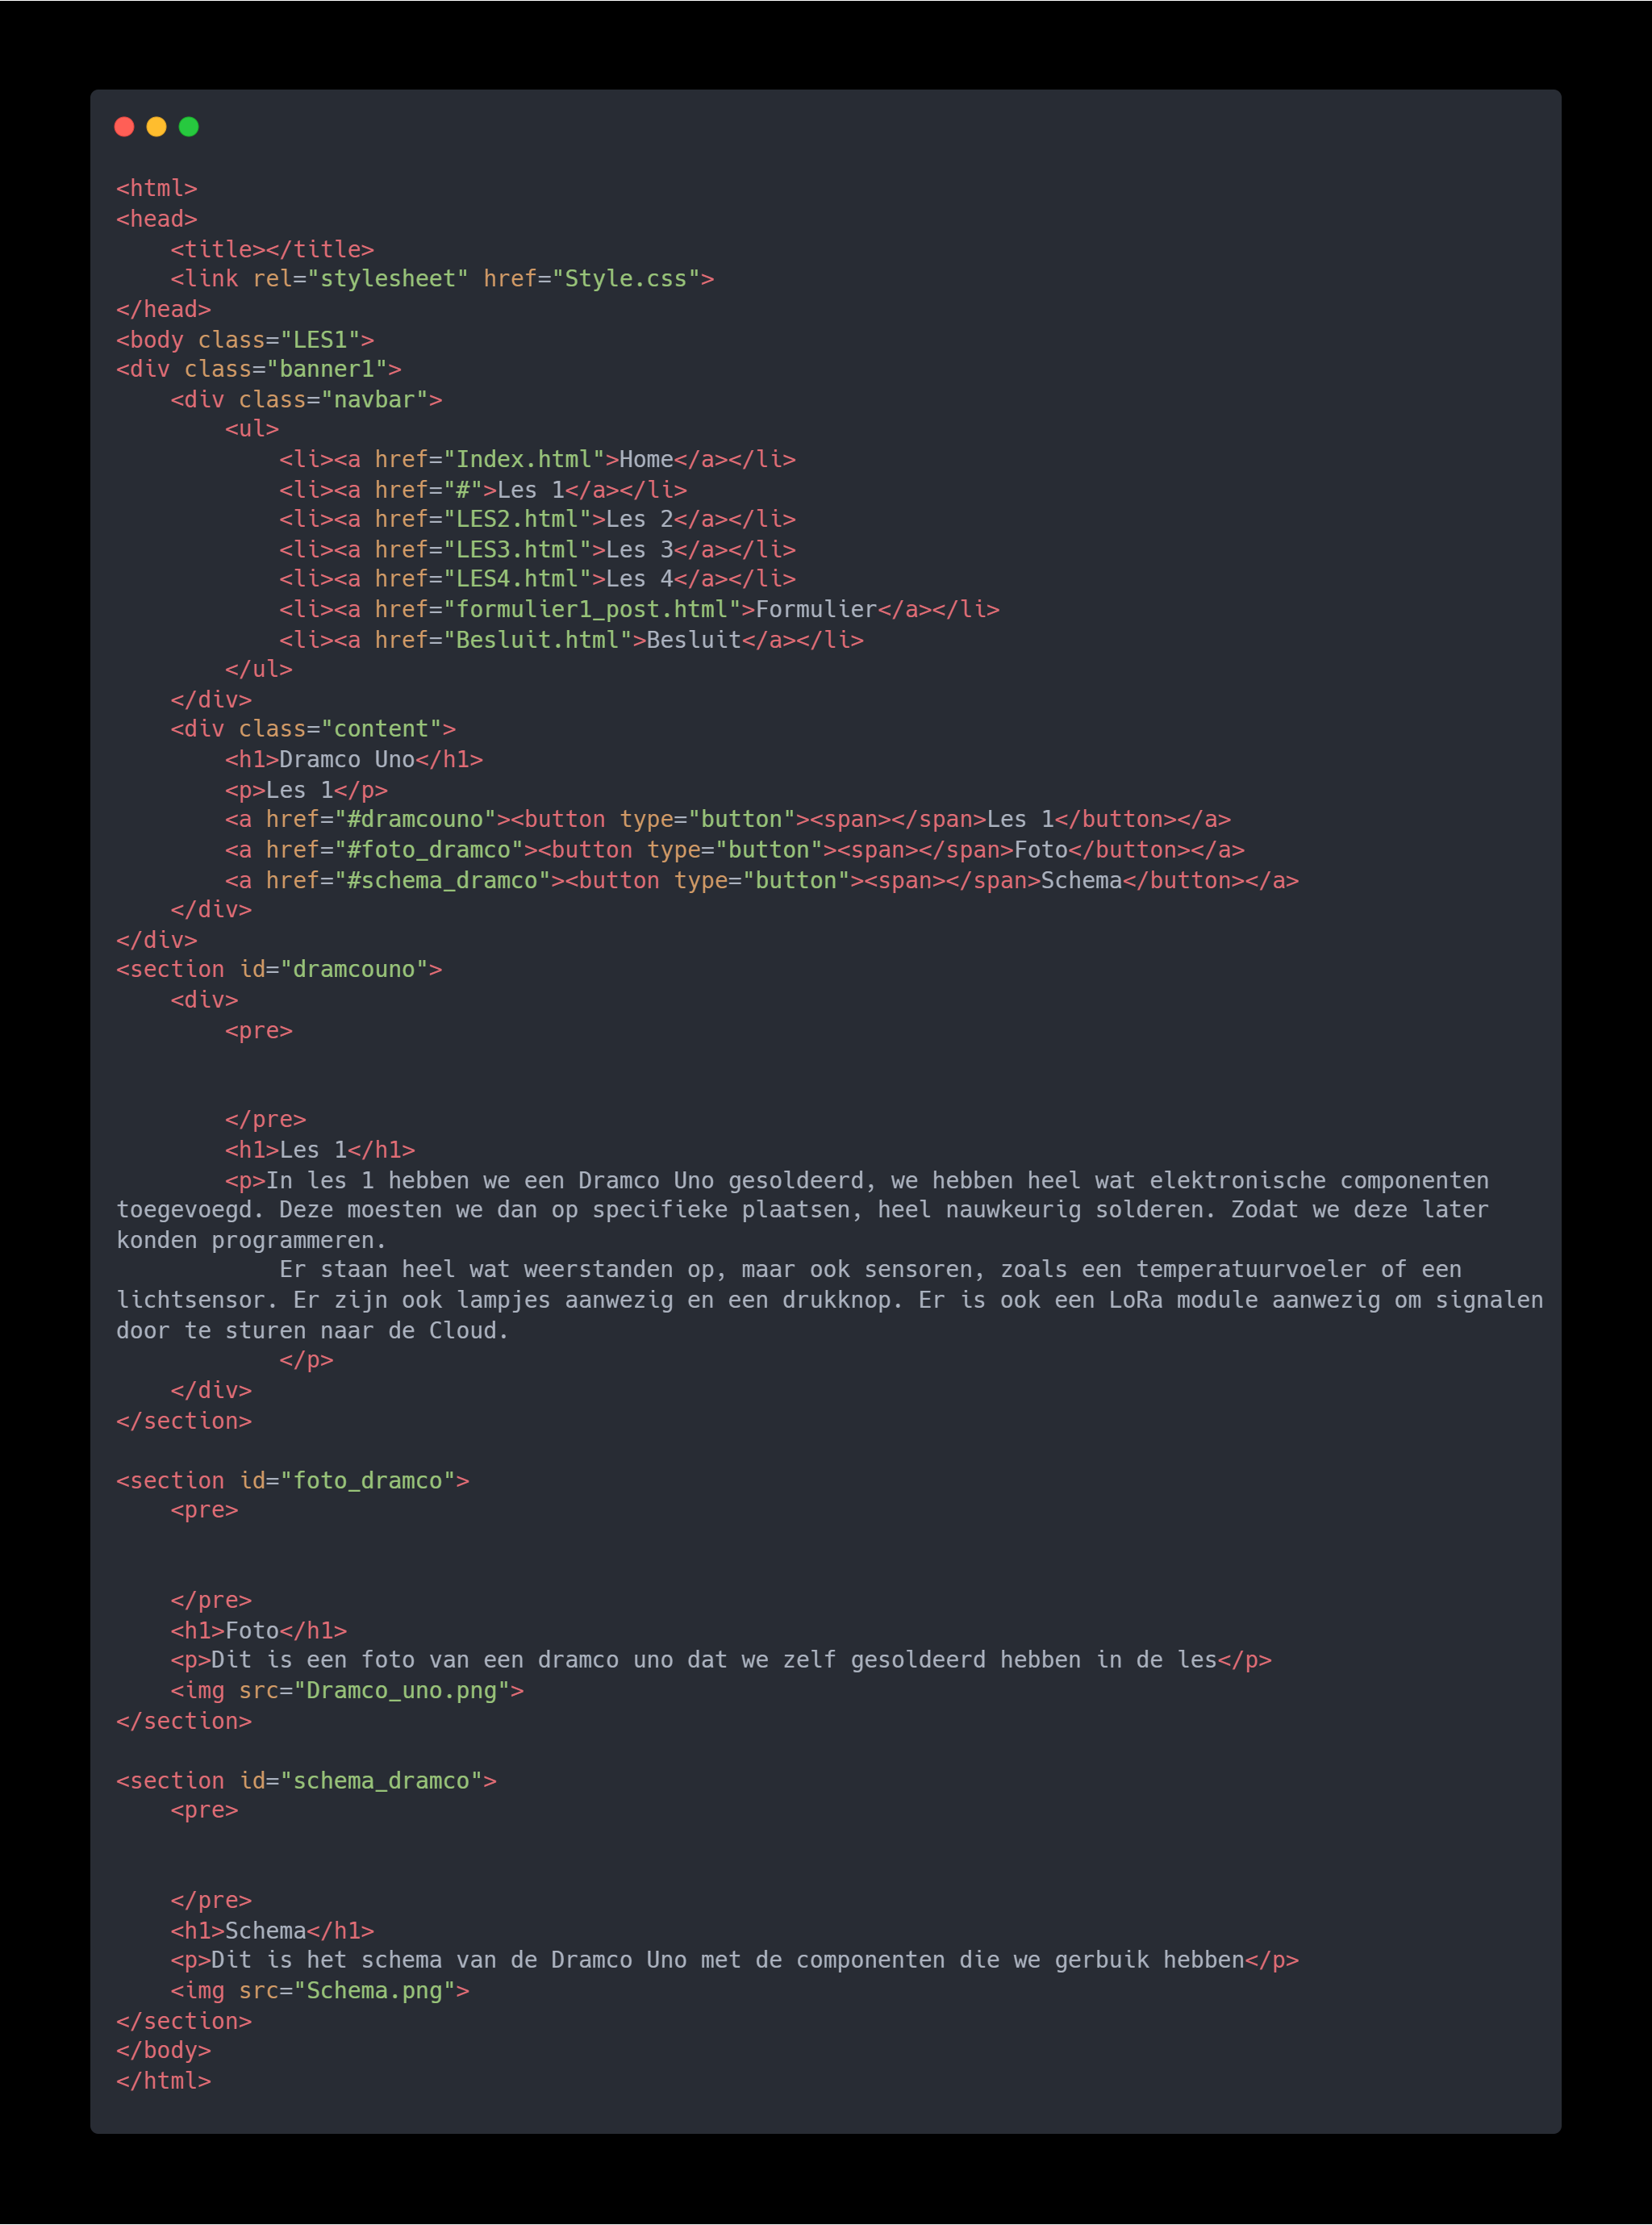 <html>
<head>
    <title></title>
    <link rel="stylesheet" href="Style.css">
</head>
<body class="LES1">
<div class="banner1">
    <div class="navbar">
        <ul>
            <li><a href="Index.html">Home</a></li>
            <li><a href="#">Les 1</a></li>
            <li><a href="LES2.html">Les 2</a></li>
            <li><a href="LES3.html">Les 3</a></li>
            <li><a href="LES4.html">Les 4</a></li>
            <li><a href="formulier1_post.html">Formulier</a></li>
            <li><a href="Besluit.html">Besluit</a></li>
        </ul>
    </div>
    <div class="content">
        <h1>Dramco Uno</h1>
        <p>Les 1</p>
        <a href="#dramcouno"><button type="button"><span></span>Les 1</button></a>
        <a href="#foto_dramco"><button type="button"><span></span>Foto</button></a>
        <a href="#schema_dramco"><button type="button"><span></span>Schema</button></a>
    </div>
</div>
<section id="dramcouno">
    <div>
        <pre>


        </pre>
        <h1>Les 1</h1>
        <p>In les 1 hebben we een Dramco Uno gesoldeerd, we hebben heel wat elektronische componenten
toegevoegd. Deze moesten we dan op specifieke plaatsen, heel nauwkeurig solderen. Zodat we deze later
konden programmeren.
            Er staan heel wat weerstanden op, maar ook sensoren, zoals een temperatuurvoeler of een
lichtsensor. Er zijn ook lampjes aanwezig en een drukknop. Er is ook een LoRa module aanwezig om signalen
door te sturen naar de Cloud.
            </p>
    </div>
</section>

<section id="foto_dramco">
    <pre>


    </pre>
    <h1>Foto</h1>
    <p>Dit is een foto van een dramco uno dat we zelf gesoldeerd hebben in de les</p>
    <img src="Dramco_uno.png">
</section>

<section id="schema_dramco">
    <pre>


    </pre>
    <h1>Schema</h1>
    <p>Dit is het schema van de Dramco Uno met de componenten die we gerbuik hebben</p>
    <img src="Schema.png">
</section>
</body>
</html>